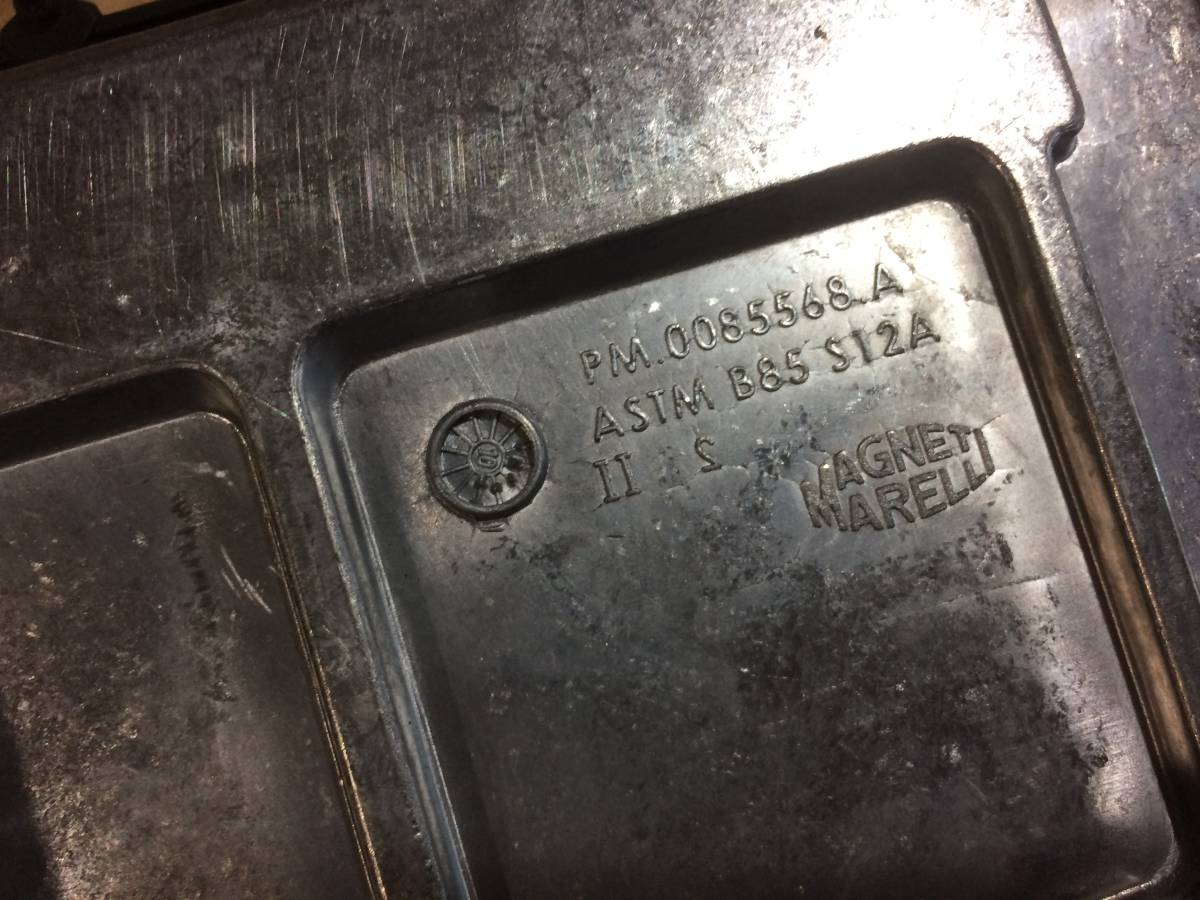 PM.0085568.A
ASTM B85 S12A
II 2
MAGNETI
MARELLI